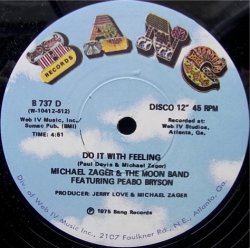 BANG
RECORDS
B 737 D
(W-10412-S12)
Web IV Music, Inc.
Sumac Pub. (BMI)
TIME: 4:51
DISCO 12" 45 RPM
Recorded at
Web IV Studios,
Atlanta, Ga.
DO IT WITH FEELING
(Paul Davis & Michael Zager)
MICHAEL ZAGER & THE MOON BAND
FEATURING PEABO BRYSON
PRODUCER: JERRY LOVE & MICHAEL ZAGER
℗ 1975 Bang Records
Div. of Web IV Music, Inc., 2107 Faulkner Rd., N.E., Atlanta, Ga.